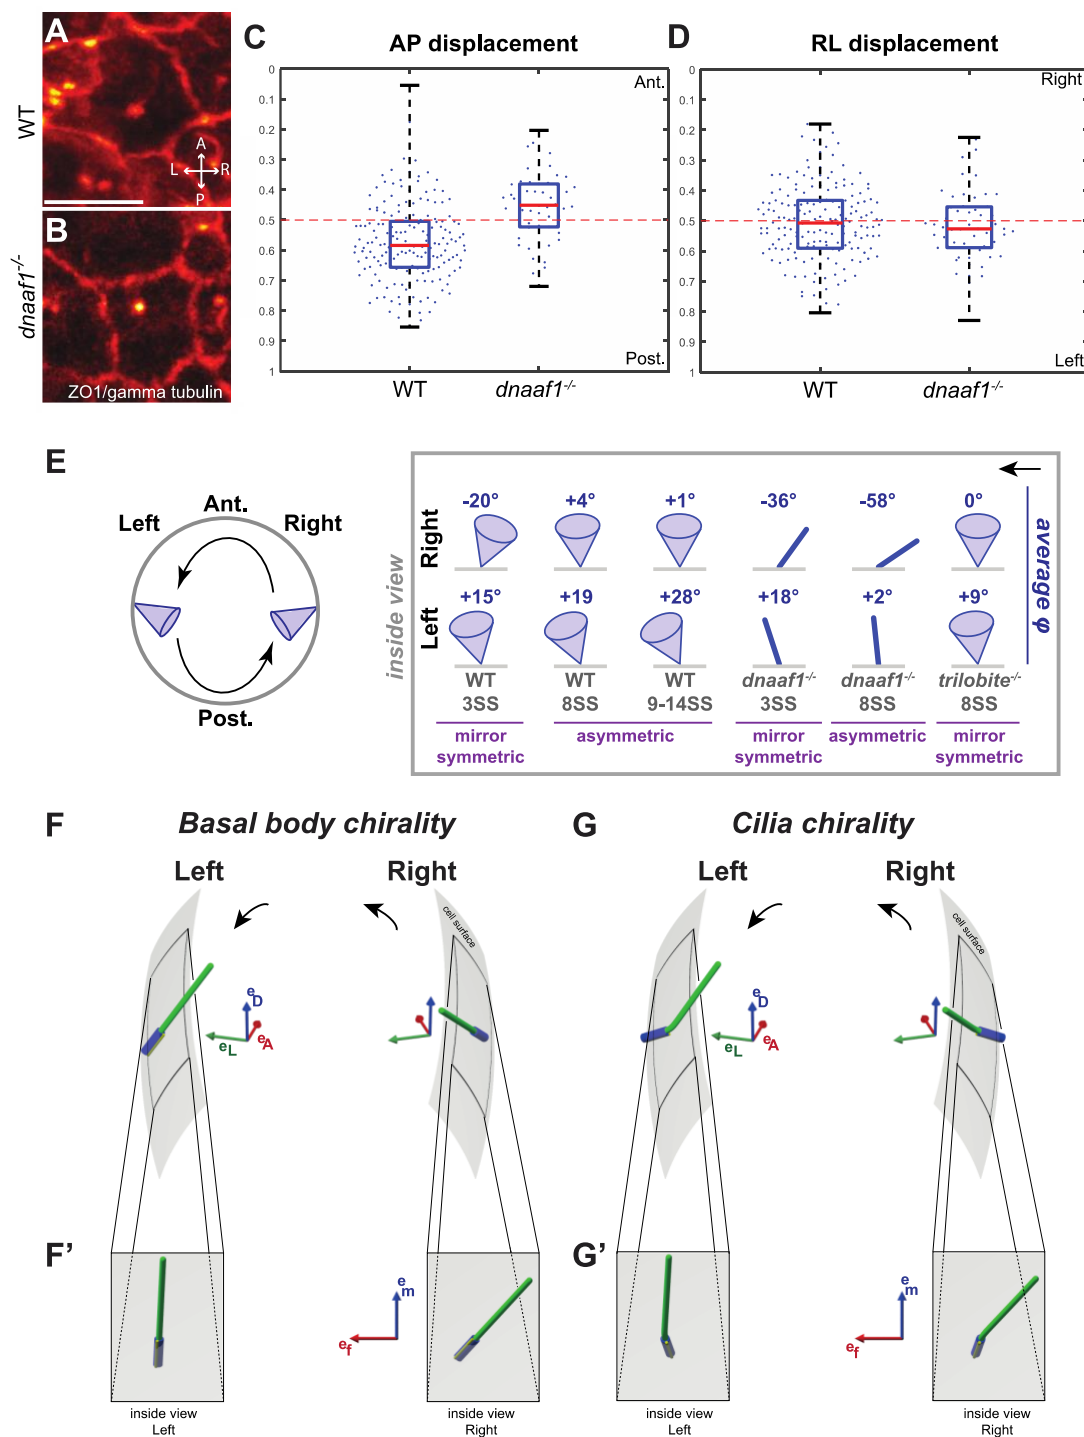 A
WT
A
L R
P
B
dnaaf1-/-
ZO1/gamma tubulin
C
AP displacement
0
0.1
0.2
0.3
0.4
0.5
0.6
0.7
0.8
0.9
1
Ant.
Post.
WT
dnaaf1-/-
D
RL displacement
0
0.1
0.2
0.3
0.4
0.5
0.6
0.7
0.8
0.9
1
Right
Left
WT
dnaaf1-/-
E
Ant.
Left
Right
Post.
inside view
Right
-20° +4° +1° -36° -58° 0°
Left
+15° +19 +28° +18° +2° +9°
average φ
WT WT WT dnaaf1-/- dnaaf1-/- trilobite-/-
3SS 8SS 9-14SS 3SS 8SS 8SS
mirror symmetric
asymmetric
mirror symmetric
asymmetric
mirror symmetric
F
Basal body chirality
Left
Right
cell surface
eD
eL
eA
G
Cilia chirality
Left
Right
cell surface
eD
eL
eA
F'
em
ef
inside view
Left
inside view
Right
G'
em
ef
inside view
Left
inside view
Right